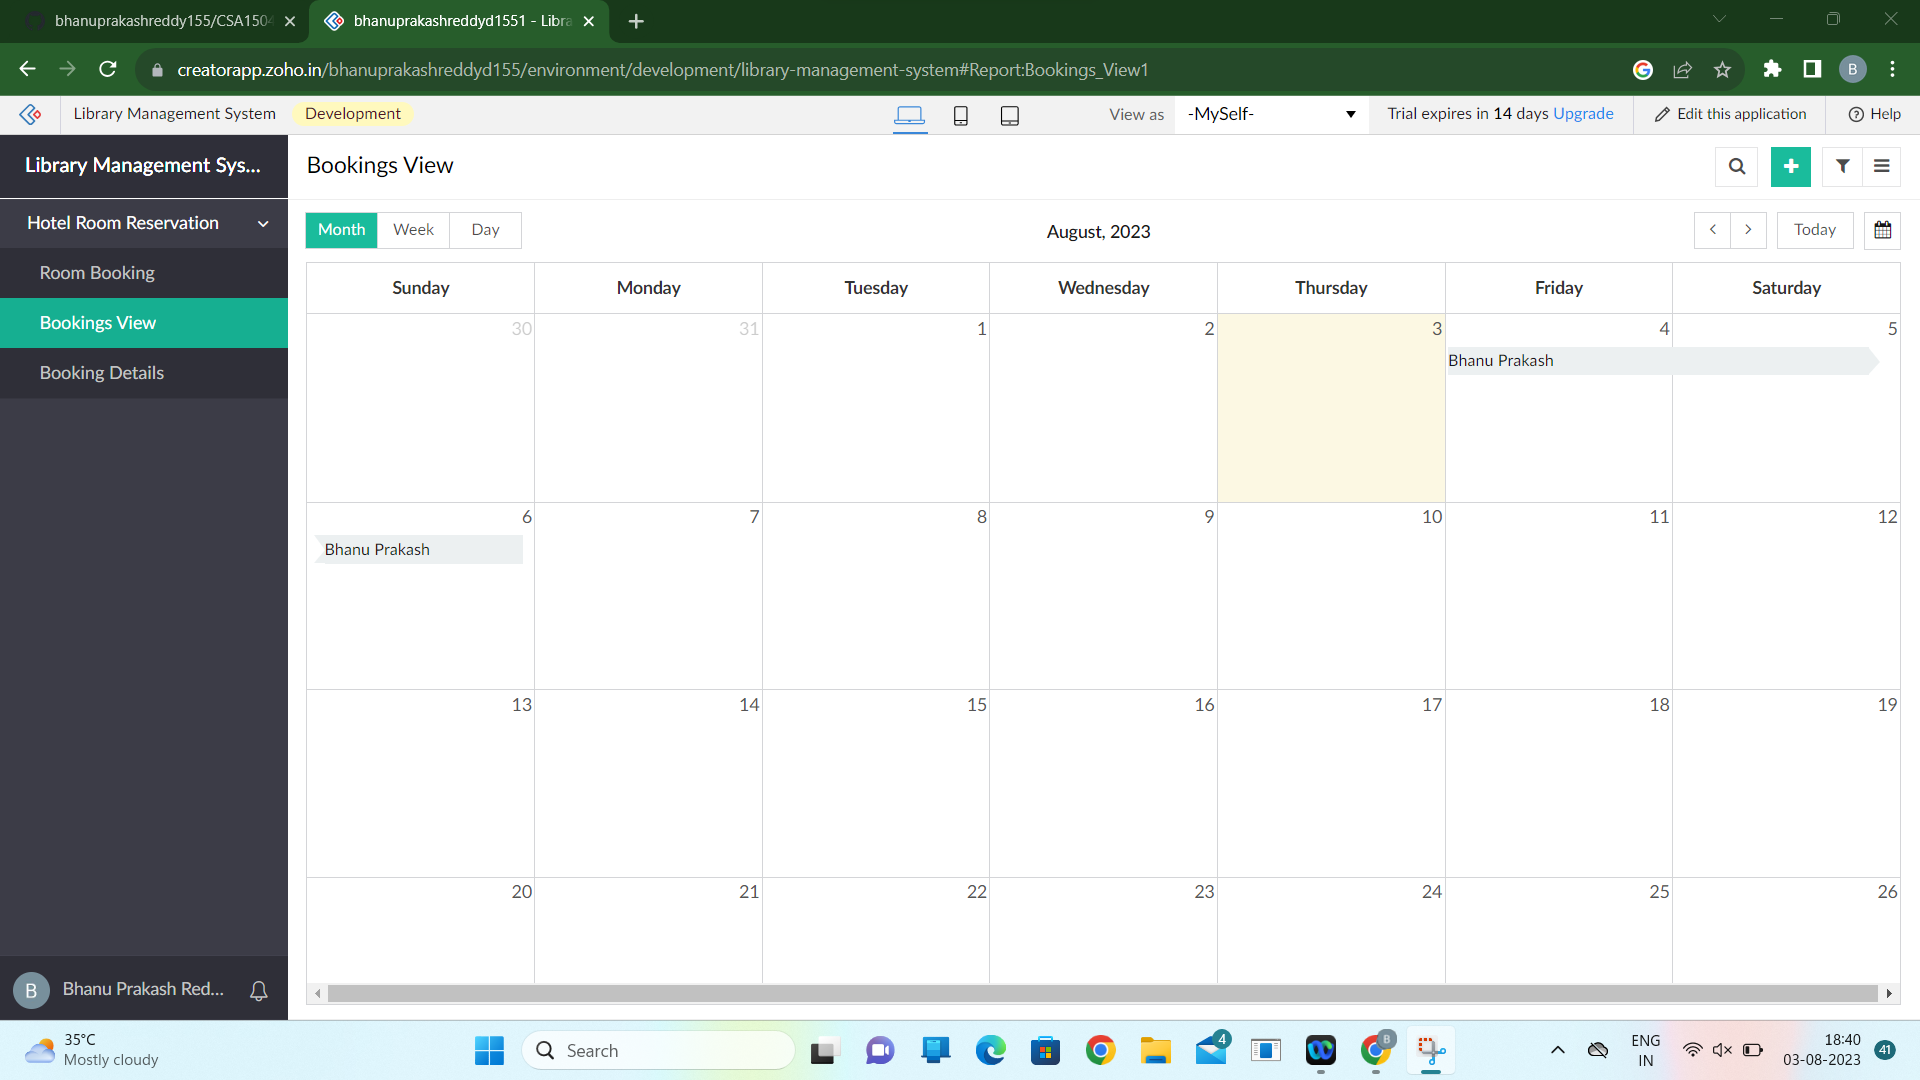 bhanuprakashreddy155/CSA1504
bhanuprakashreddyd1551 - Libra
creatorapp.zoho.in/bhanuprakashreddyd155/environment/development/library-management-system#Report:Bookings_View1
B
Library Management System
Development
View as
-MySelf-
Trial expires in 14 days Upgrade
Edit this application
Help
Library Management Sys...
Bookings View
Hotel Room Reservation
Room Booking
Bookings View
Booking Details
Month Week Day
August, 2023
Today
Sunday Monday Tuesday Wednesday Thursday Friday Saturday
30 31 1 2 3 4 5
Bhanu Prakash
6 7 8 9 10 11 12
Bhanu Prakash
13 14 15 16 17 18 19
20 21 22 23 24 25 26
B
Bhanu Prakash Red...
35°C
Mostly cloudy
Search
4
B
ENG
IN
18:40
03-08-2023
41